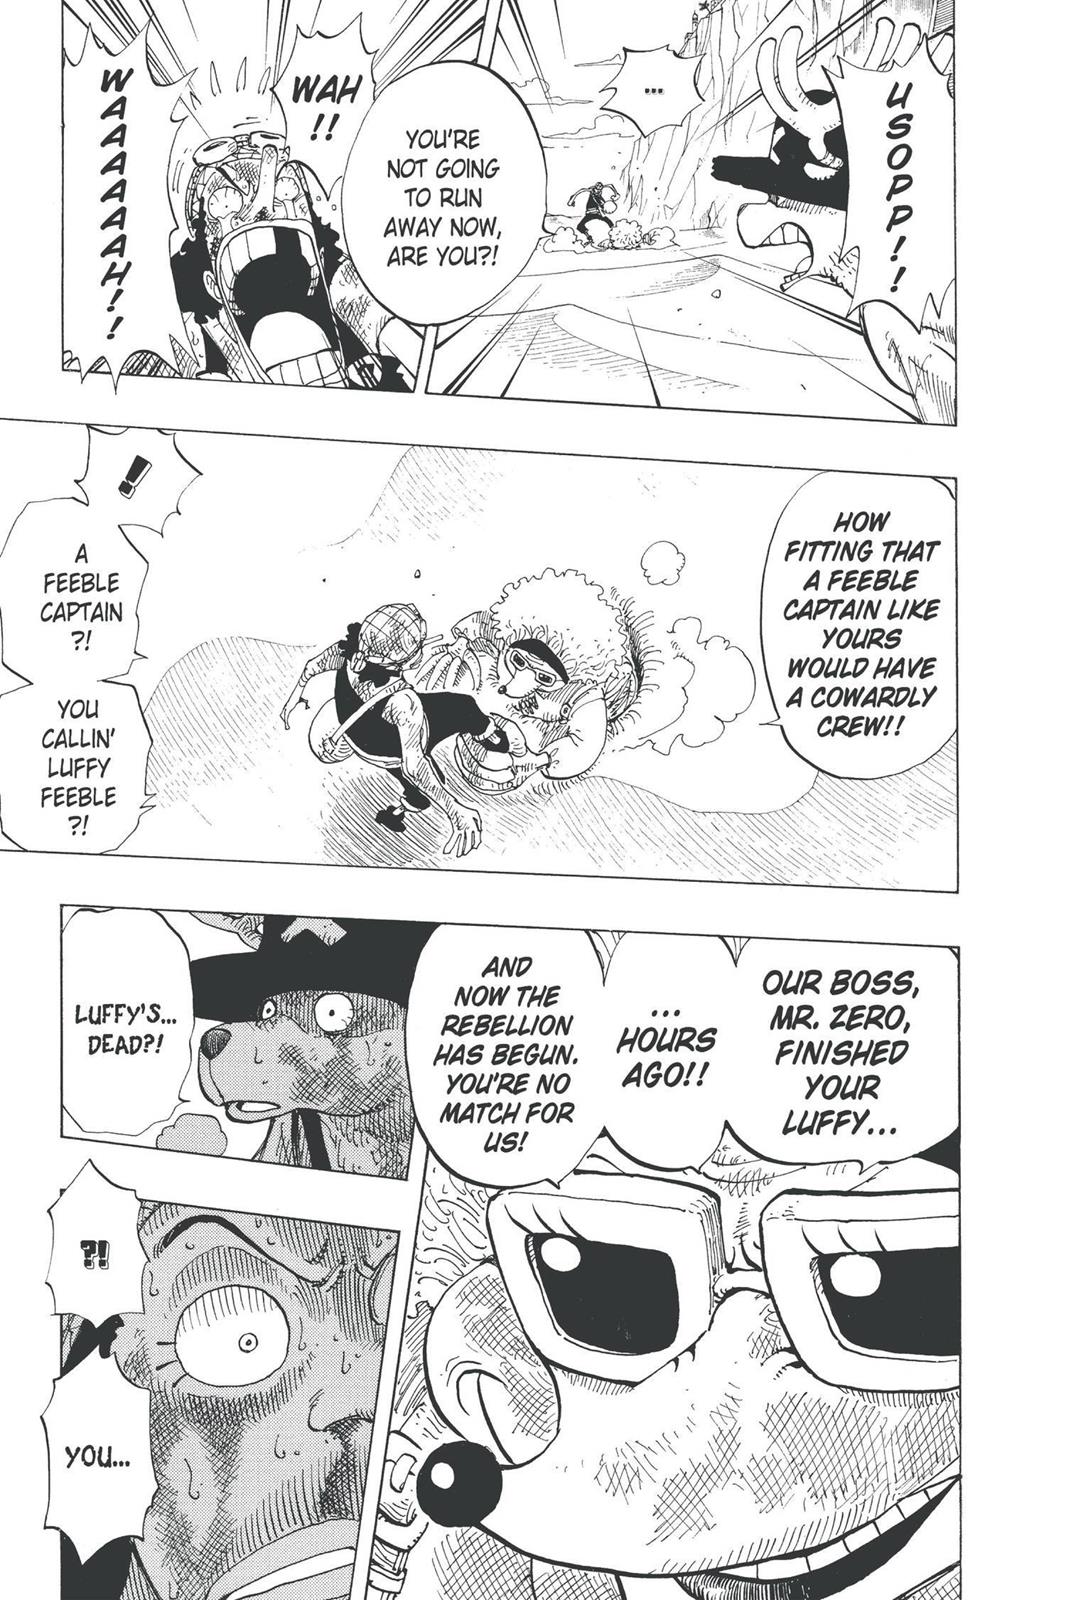 USOPP!!
...
YOU'RE
NOT GOING
TO RUN
AWAY NOW,
ARE YOU?!
WAH
!!
WAAAAAAH!!
HOW
FITTING THAT
A FEEBLE
CAPTAIN LIKE
YOURS
WOULD HAVE
A COWARDLY
CREW!!
!
A
FEEBLE
CAPTAIN
?!
YOU
CALLIN'
LUFFY
FEEBLE
?!
OUR BOSS,
MR. ZERO,
FINISHED
YOUR
LUFFY...
...
HOURS
AGO!!
AND
NOW THE
REBELLION
HAS BEGUN.
YOU'RE NO
MATCH FOR
US!
LUFFY'S...
DEAD?!
?!
YOU...